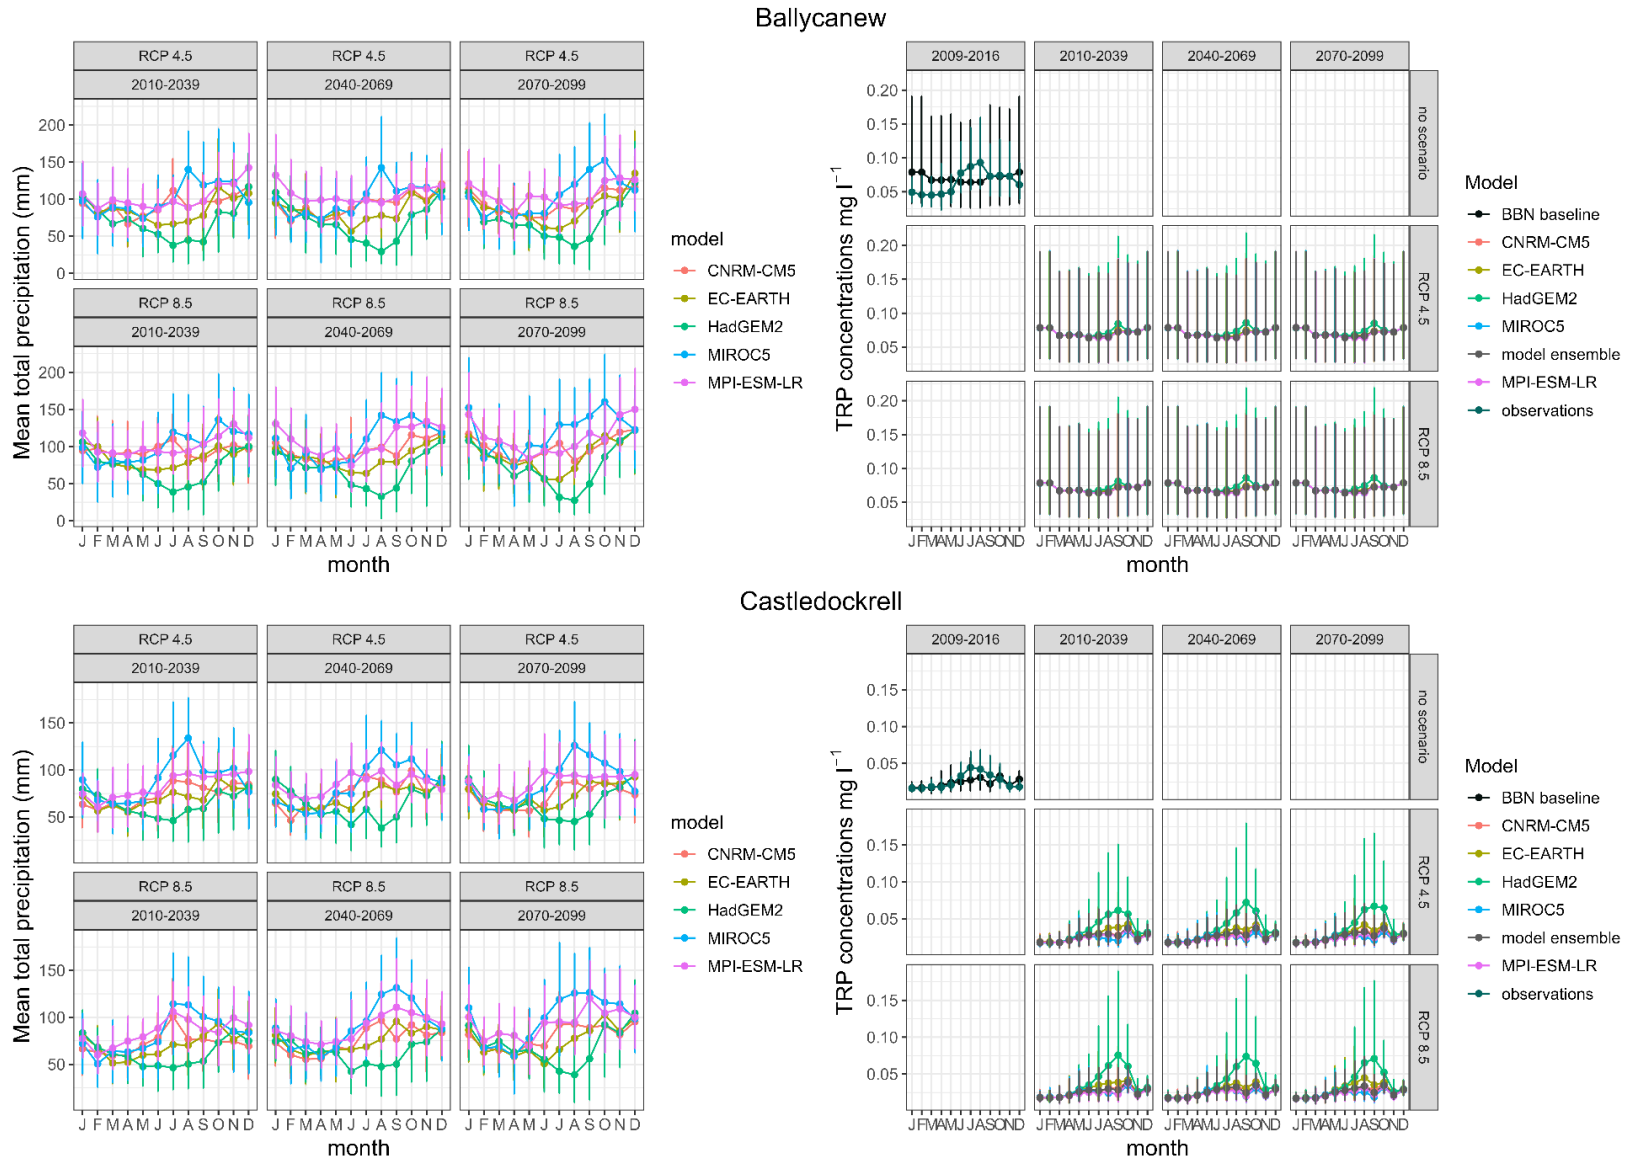 Ballycanew
RCP 4.5
RCP 4.5
RCP 4.5
2010-2039
2040-2069
2070-2099
200
150
100
50
0
RCP 8.5
RCP 8.5
RCP 8.5
2010-2039
2040-2069
2070-2099
200
150
100
50
0
Mean total precipitation (mm)
J F M A M J J A S O N D
J F M A M J J A S O N D
J F M A M J J A S O N D
month
model
CNRM-CM5
EC-EARTH
HadGEM2
MIROC5
MPI-ESM-LR
2009-2016
2010-2039
2040-2069
2070-2099
0.20
0.15
0.10
0.05
no scenario
0.20
0.15
0.10
0.05
RCP 4.5
0.20
0.15
0.10
0.05
RCP 8.5
TRP concentrations mg l⁻¹
JFMAMJJASOND
JFMAMJJASOND
JFMAMJJASOND
JFMAMJJASOND
month
Model
BBN baseline
CNRM-CM5
EC-EARTH
HadGEM2
MIROC5
model ensemble
MPI-ESM-LR
observations
Castledockrell
RCP 4.5
RCP 4.5
RCP 4.5
2010-2039
2040-2069
2070-2099
150
100
50
RCP 8.5
RCP 8.5
RCP 8.5
2010-2039
2040-2069
2070-2099
150
100
50
Mean total precipitation (mm)
J F M A M J J A S O N D
J F M A M J J A S O N D
J F M A M J J A S O N D
month
model
CNRM-CM5
EC-EARTH
HadGEM2
MIROC5
MPI-ESM-LR
2009-2016
2010-2039
2040-2069
2070-2099
0.15
0.10
0.05
no scenario
0.15
0.10
0.05
RCP 4.5
0.15
0.10
0.05
RCP 8.5
TRP concentrations mg l⁻¹
JFMAMJJASOND
JFMAMJJASOND
JFMAMJJASOND
JFMAMJJASOND
month
Model
BBN baseline
CNRM-CM5
EC-EARTH
HadGEM2
MIROC5
model ensemble
MPI-ESM-LR
observations